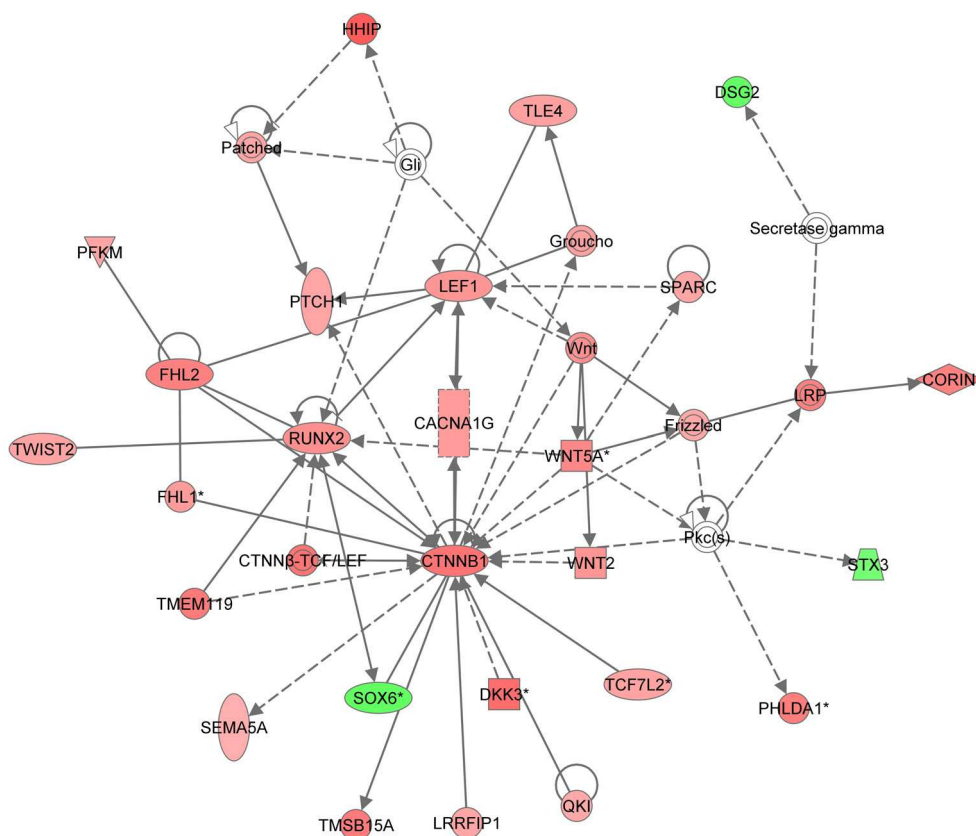 HHIP
DSG2
TLE4
Patched
Gli
Secretase gamma
Groucho
PFKM
LEF1
SPARC
PTCH1
Wnt
FHL2
CORIN
LRP
CACNA1G
Frizzled
RUNX2
TWIST2
WNT5A*
FHL1*
Pkc(s)
CTNNβ-TCF/LEF
CTNNB1
WNT2
STX3
TMEM119
TCF7L2*
SOX6*
DKK3*
PHLDA1*
SEMA5A
QKI
TMSB15A
LRRFIP1